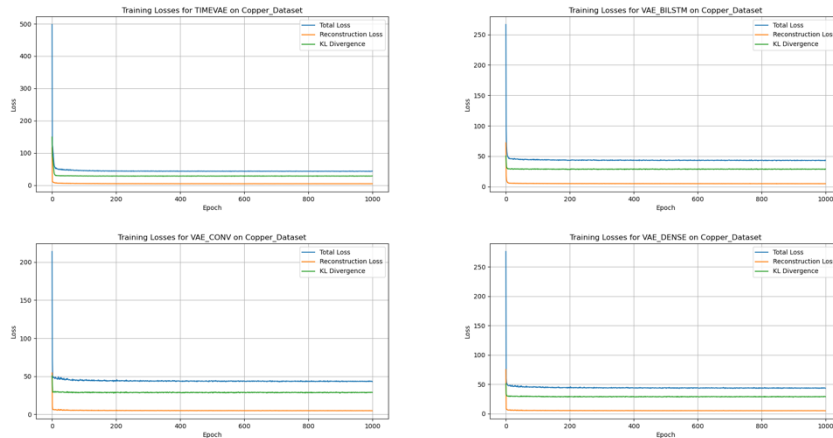 Training Losses for TIMEVAE on Copper_Dataset
Total Loss
Reconstruction Loss
KL Divergence
500
400
300
200
100
0
Loss
0 200 400 600 800 1000
Epoch
Training Losses for VAE_BILSTM on Copper_Dataset
Total Loss
Reconstruction Loss
KL Divergence
250
200
150
100
50
0
Loss
0 200 400 600 800 1000
Epoch
Training Losses for VAE_CONV on Copper_Dataset
Total Loss
Reconstruction Loss
KL Divergence
200
150
100
50
0
Loss
0 200 400 600 800 1000
Epoch
Training Losses for VAE_DENSE on Copper_Dataset
Total Loss
Reconstruction Loss
KL Divergence
250
200
150
100
50
0
Loss
0 200 400 600 800 1000
Epoch